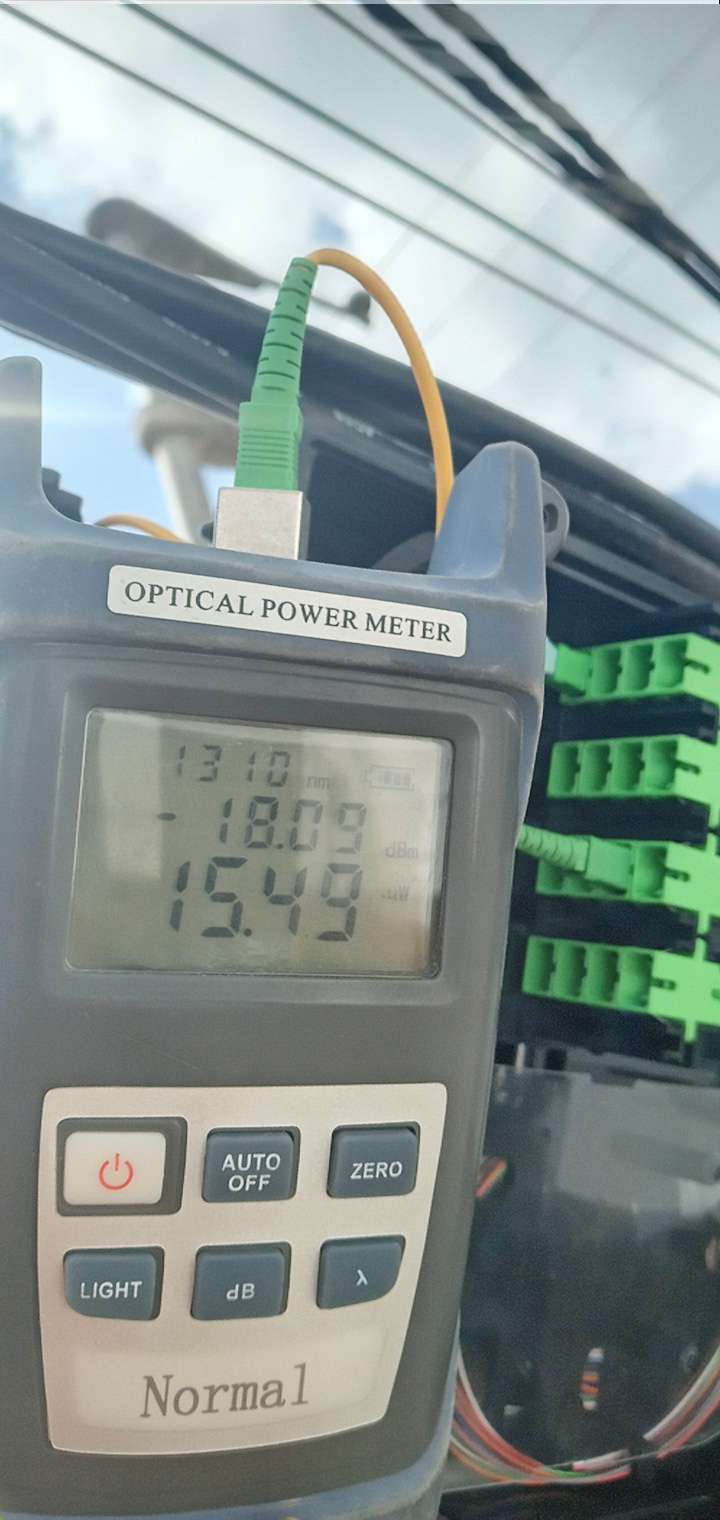 OPTICAL POWER METER
1310 nm
-18.09 dBm
15.49 uW
AUTO OFF
ZERO
LIGHT
dB
λ
Normal